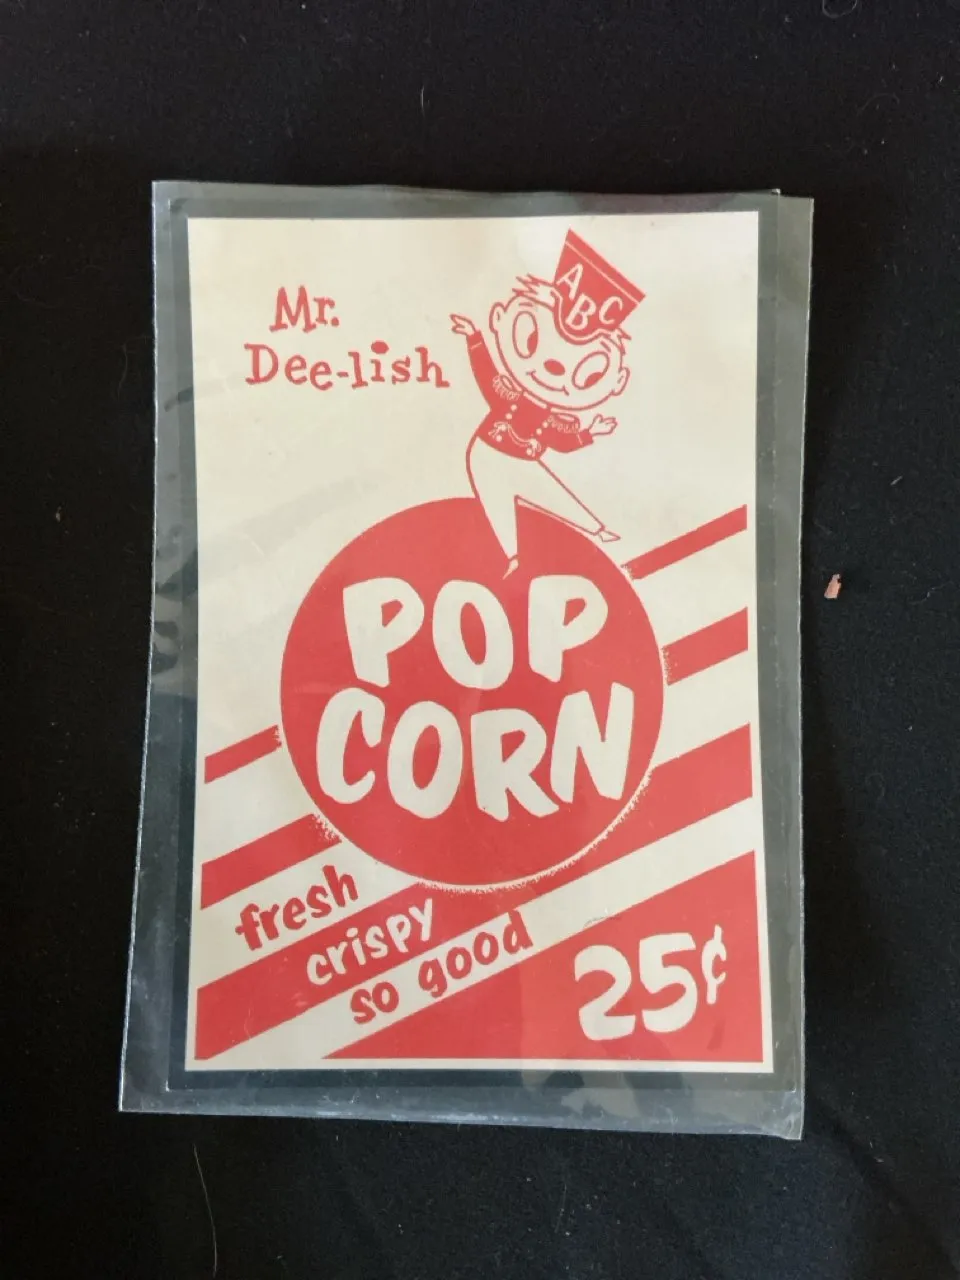 ABC
Mr.
Dee-lish
POP
CORN
fresh
crispy
so good
25¢